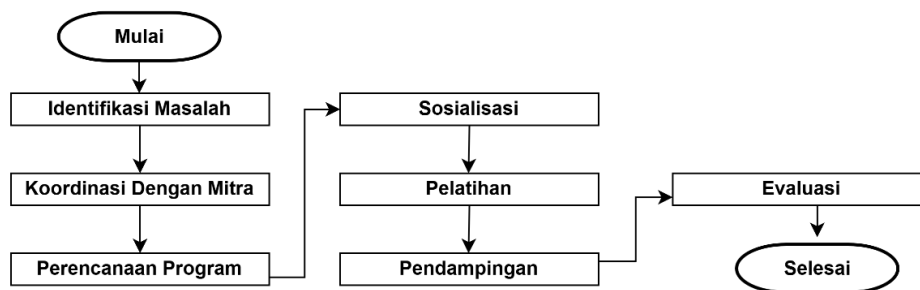 Mulai
Identifikasi Masalah
Koordinasi Dengan Mitra
Perencanaan Program
Sosialisasi
Pelatihan
Pendampingan
Evaluasi
Selesai